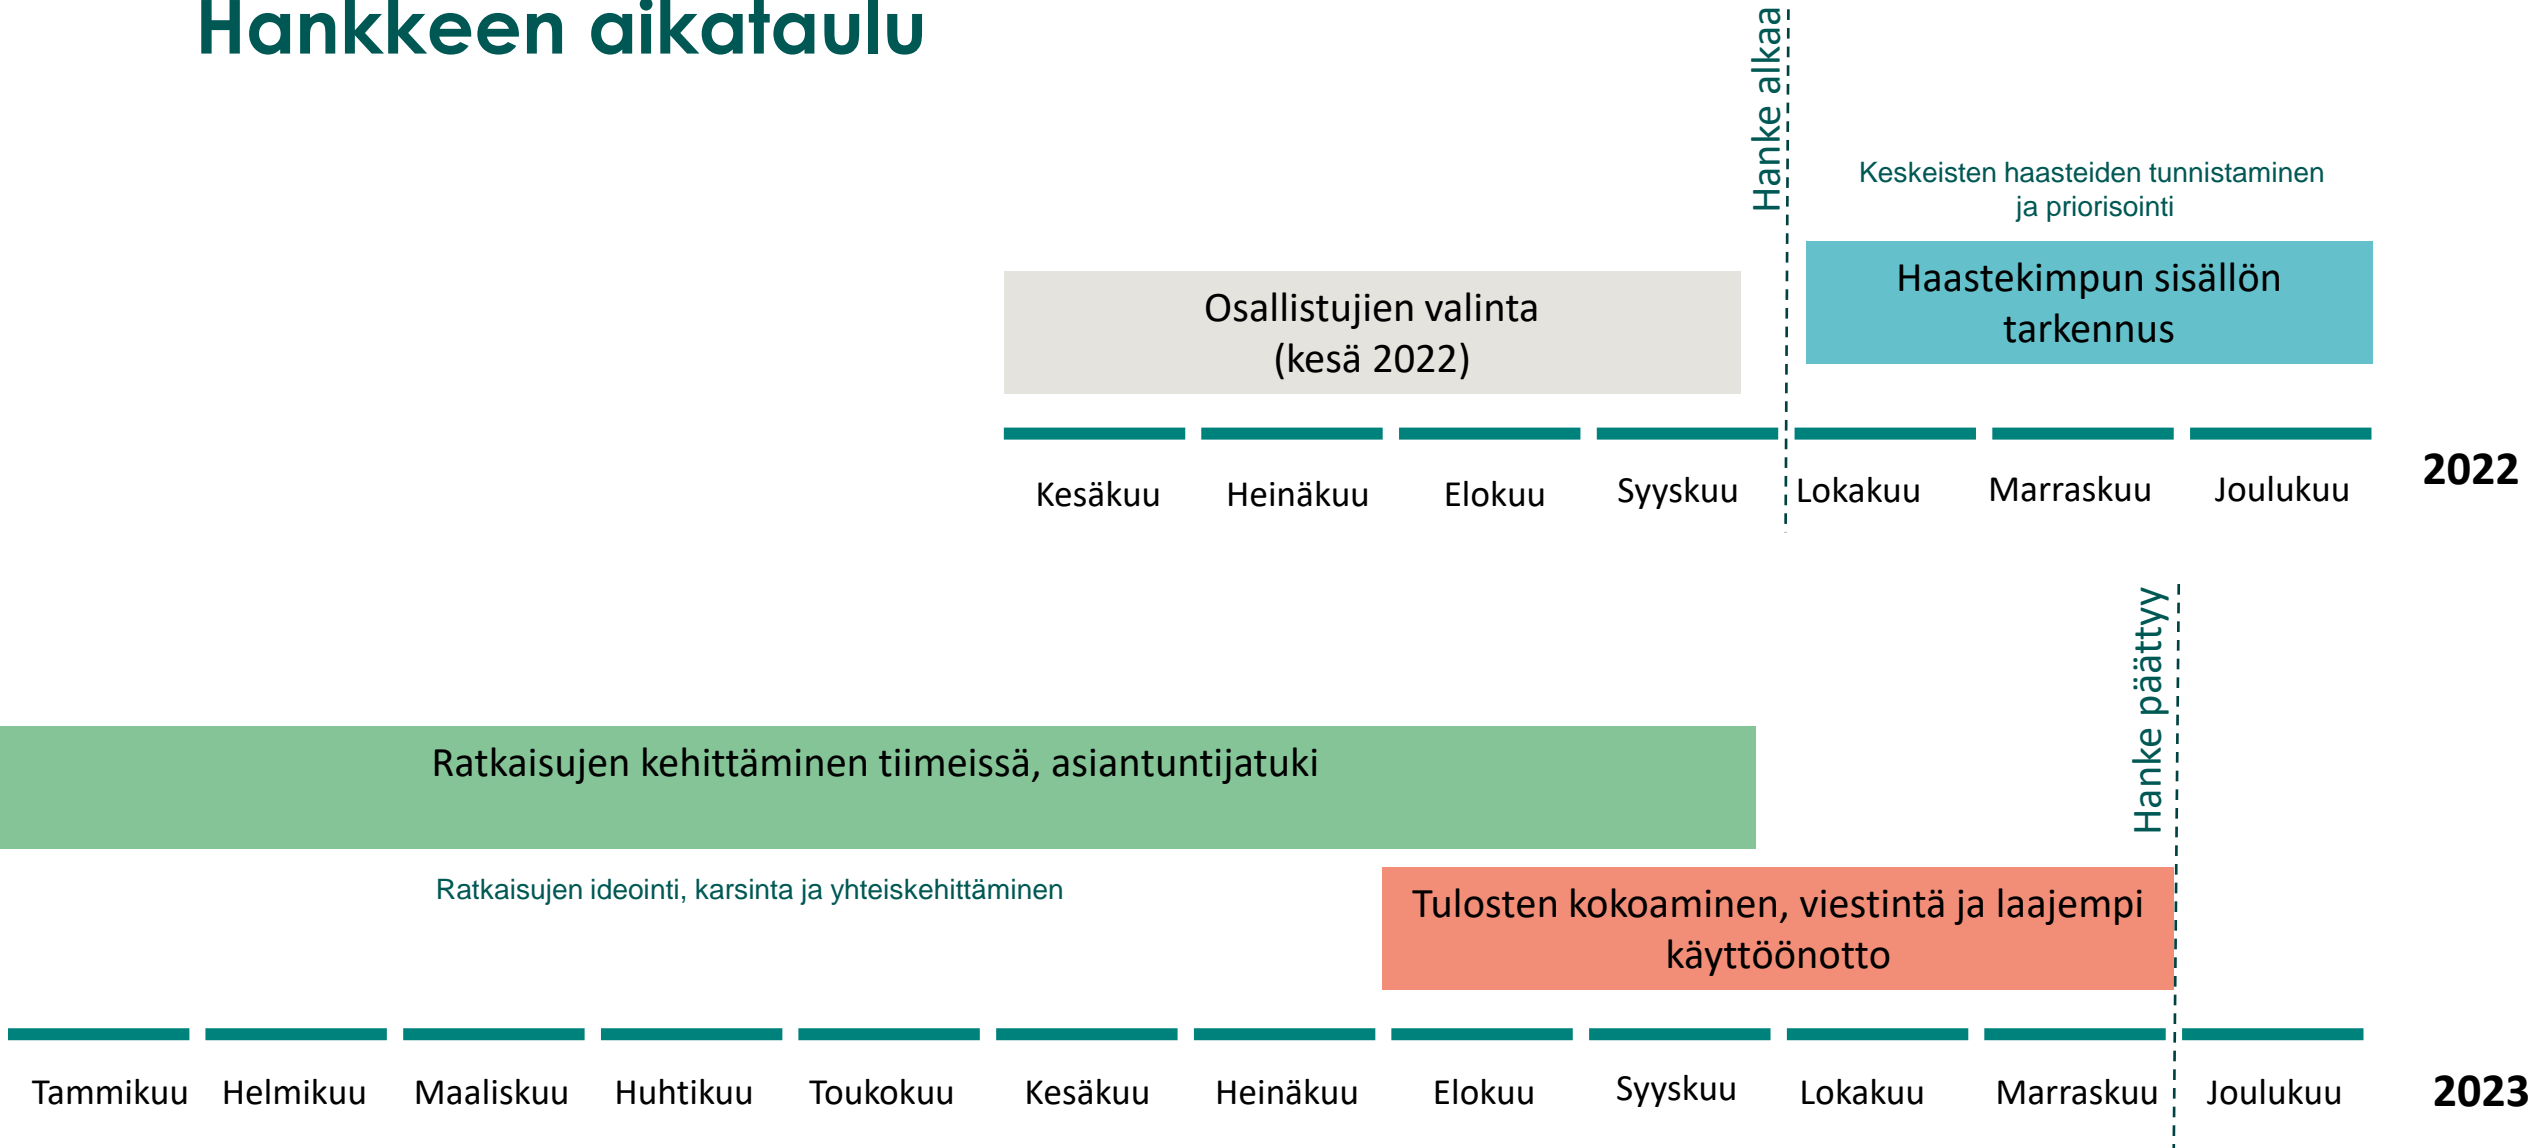 Hankkeen aikataulu
Hanke alkaa
Keskeisten haasteiden tunnistaminen
ja priorisointi
Osallistujien valinta
(kesä 2022)
Haastekimpun sisällön
tarkennus
Kesäkuu Heinäkuu Elokuu Syyskuu Lokakuu Marraskuu Joulukuu 2022
Hanke päättyy
Ratkaisujen kehittäminen tiimeissä, asiantuntijatuki
Ratkaisujen ideointi, karsinta ja yhteiskehittäminen
Tulosten kokoaminen, viestintä ja laajempi
käyttöönotto
Tammikuu Helmikuu Maaliskuu Huhtikuu Toukokuu Kesäkuu Heinäkuu Elokuu Syyskuu Lokakuu Marraskuu Joulukuu 2023